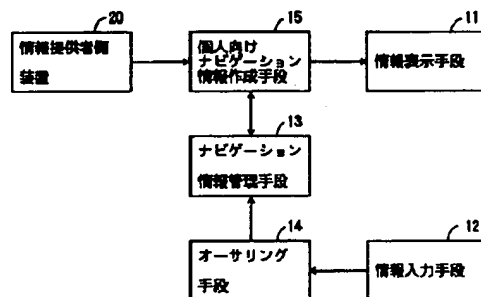 20
情報提供者側
装置
15
個人向け
ナビゲーション
情報作成手段
11
情報表示手段
13
ナビゲーション
情報管理手段
14
オーサリング
手段
12
情報入力手段